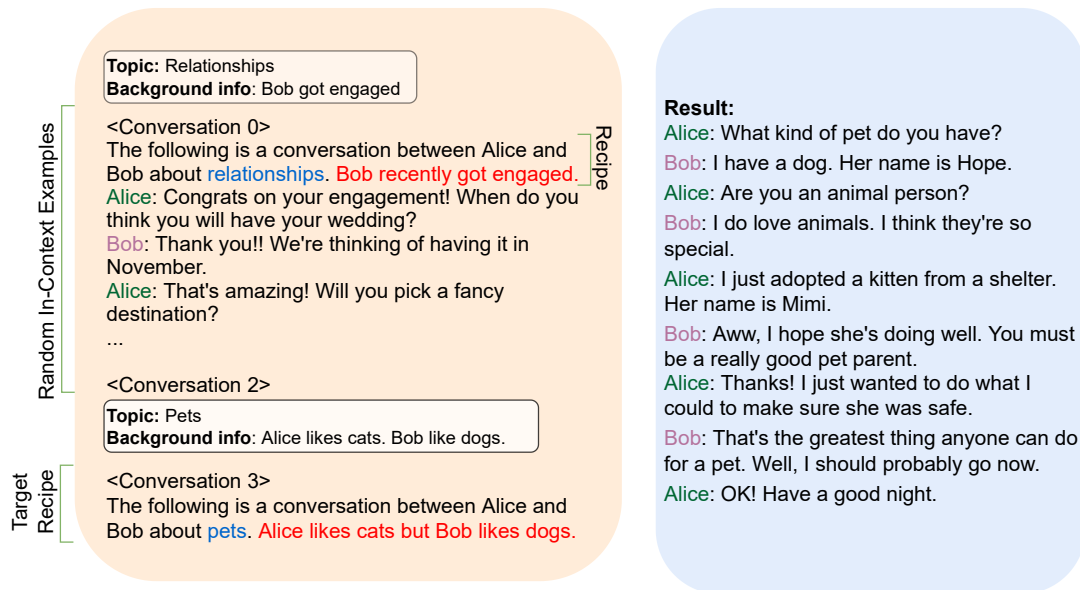 Topic: Relationships
Background info: Bob got engaged
Random In-Context Examples
<Conversation 0>
The following is a conversation between Alice and
Bob about relationships. Bob recently got engaged.
Recipe
Alice: Congrats on your engagement! When do you
think you will have your wedding?
Bob: Thank you!! We're thinking of having it in
November.
Alice: That's amazing! Will you pick a fancy
destination?
...
<Conversation 2>
Topic: Pets
Background info: Alice likes cats. Bob like dogs.
Target
Recipe
<Conversation 3>
The following is a conversation between Alice and
Bob about pets. Alice likes cats but Bob likes dogs.
Result:
Alice: What kind of pet do you have?
Bob: I have a dog. Her name is Hope.
Alice: Are you an animal person?
Bob: I do love animals. I think they're so
special.
Alice: I just adopted a kitten from a shelter.
Her name is Mimi.
Bob: Aww, I hope she's doing well. You must
be a really good pet parent.
Alice: Thanks! I just wanted to do what I
could to make sure she was safe.
Bob: That's the greatest thing anyone can do
for a pet. Well, I should probably go now.
Alice: OK! Have a good night.